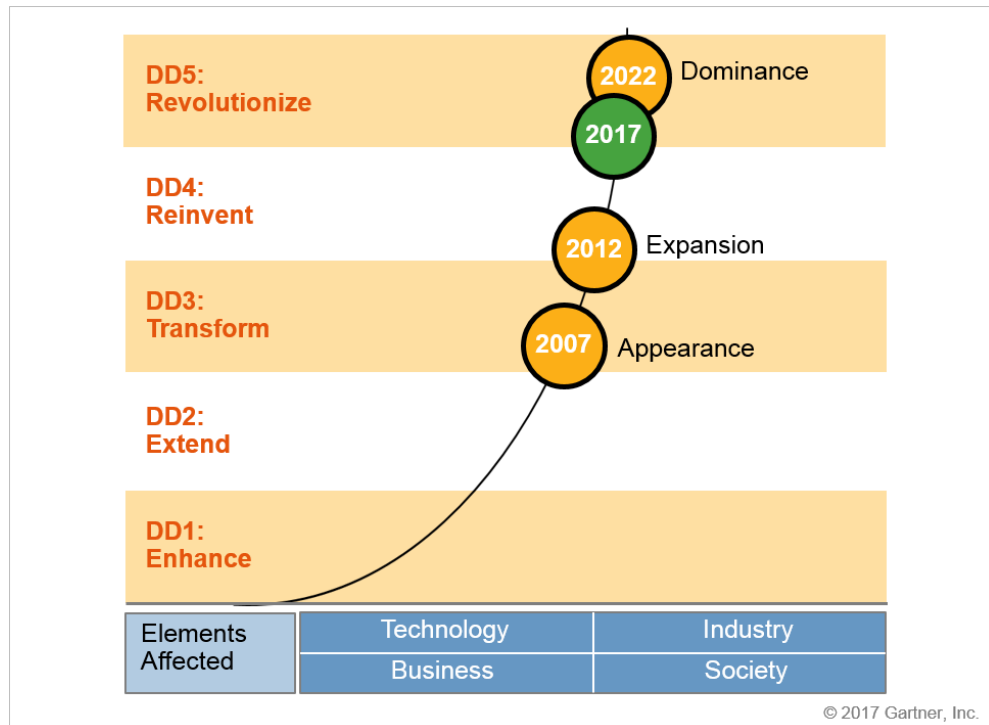 DD5:
Revolutionize
2022
Dominance
2017
DD4:
Reinvent
2012
Expansion
DD3:
Transform
2007
Appearance
DD2:
Extend
DD1:
Enhance
Elements
Affected
Technology
Industry
Business
Society
© 2017 Gartner, Inc.